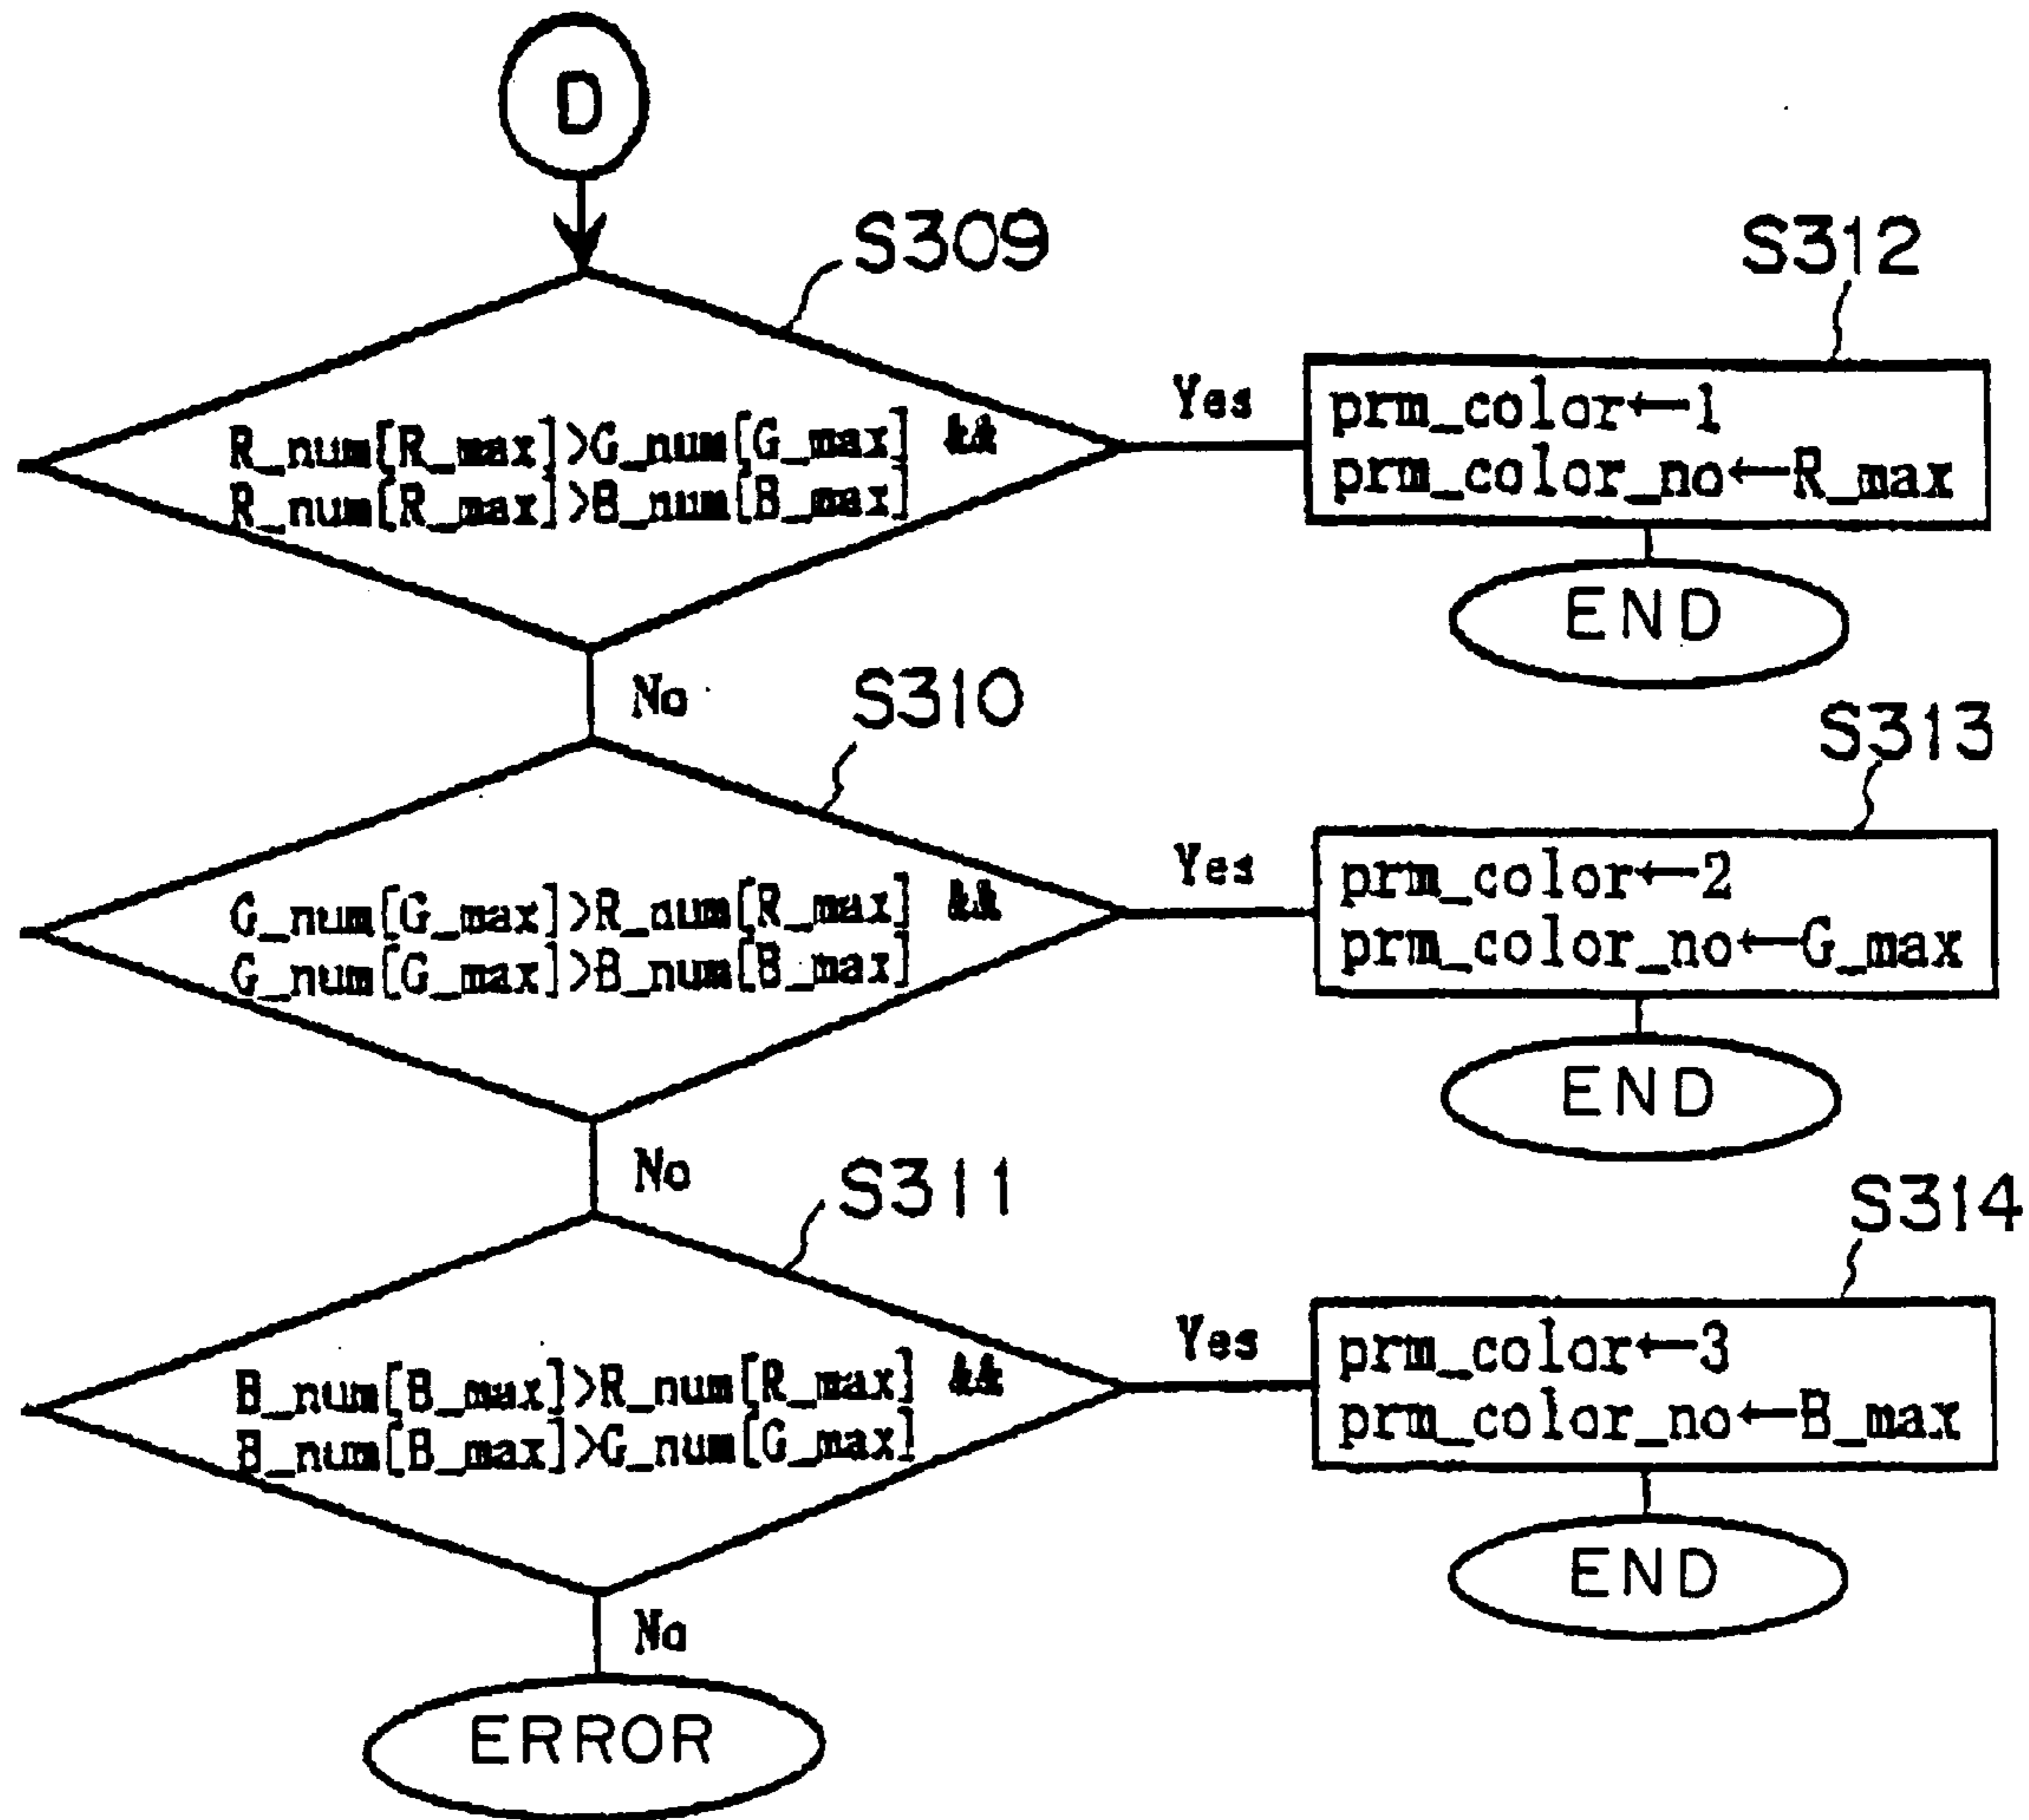 D
S309
R_num[R_max]>G_num[G_max] &&
R_num[R_max]>B_num[B_max]
Yes
S312
prm_color←1
prm_color_no←R_max
END
No
S310
G_num[G_max]>R_num[R_max] &&
G_num[G_max]>B_num[B_max]
Yes
S313
prm_color←2
prm_color_no←G_max
END
No
S311
B_num[B_max]>R_num[R_max] &&
B_num[B_max]>G_num[G_max]
Yes
S314
prm_color←3
prm_color_no←B_max
END
No
ERROR